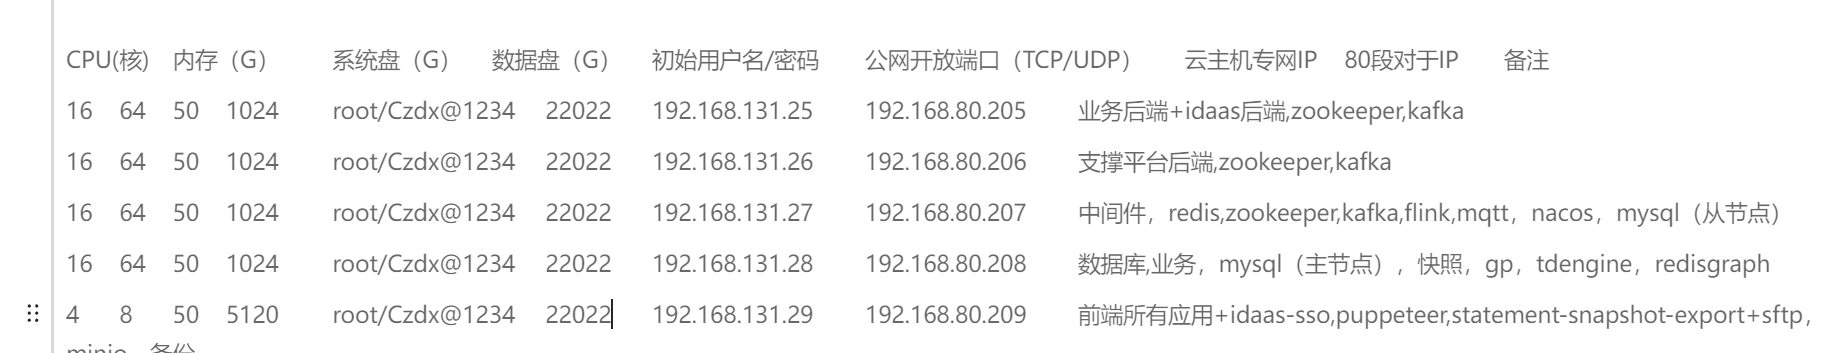 CPU(核) 内存（G） 系统盘（G） 数据盘（G） 初始用户名/密码 公网开放端口（TCP/UDP） 云主机专网IP 80段对于IP 备注
16 64 50 1024 root/Czdx@1234 22022 192.168.131.25 192.168.80.205 业务后端+idaas后端,zookeeper,kafka
16 64 50 1024 root/Czdx@1234 22022 192.168.131.26 192.168.80.206 支撑平台后端,zookeeper,kafka
16 64 50 1024 root/Czdx@1234 22022 192.168.131.27 192.168.80.207 中间件，redis,zookeeper,kafka,flink,mqtt，nacos，mysql（从节点）
16 64 50 1024 root/Czdx@1234 22022 192.168.131.28 192.168.80.208 数据库,业务，mysql（主节点），快照，gp，tdengine，redisgraph
4 8 50 5120 root/Czdx@1234 22022 192.168.131.29 192.168.80.209 前端所有应用+idaas-sso,puppeteer,statement-snapshot-export+sftp，
minio，备份